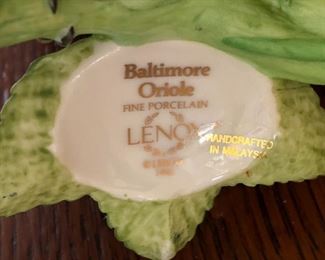 Baltimore
Oriole
FINE PORCELAIN
LENOX
HANDCRAFTED
IN MALAYSIA